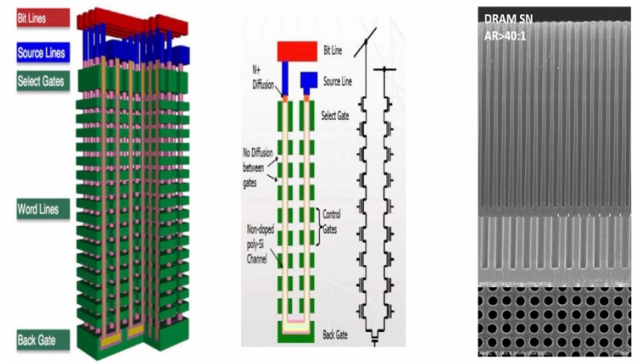 Bit Lines
Source Lines
Select Gates
Word Lines
Back Gate
Bit Line
N+
Diffusion
Source Line
Select Gate
No Diffusion
between
gates
Control
Gates
Non-doped
poly-Si
Channel
Back Gate
DRAM SN
AR>40:1